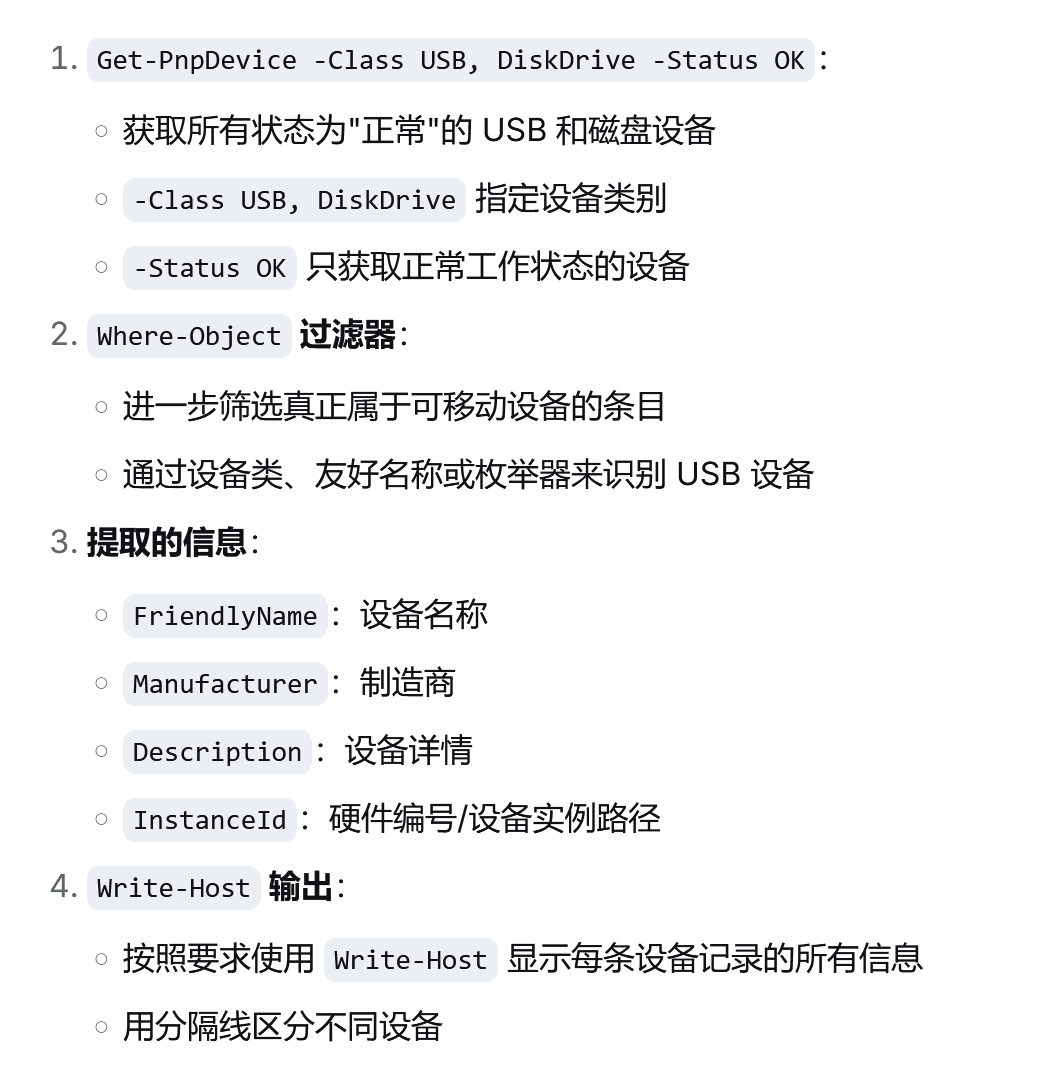 1. Get-PnpDevice -Class USB, DiskDrive -Status OK：
○ 获取所有状态为"正常"的 USB 和磁盘设备
○ -Class USB, DiskDrive 指定设备类别
○ -Status OK 只获取正常工作状态的设备
2. Where-Object 过滤器：
○ 进一步筛选真正属于可移动设备的条目
○ 通过设备类、友好名称或枚举器来识别 USB 设备
3. 提取的信息：
○ FriendlyName：设备名称
○ Manufacturer：制造商
○ Description：设备详情
○ InstanceId：硬件编号/设备实例路径
4. Write-Host 输出：
○ 按照要求使用 Write-Host 显示每条设备记录的所有信息
○ 用分隔线区分不同设备